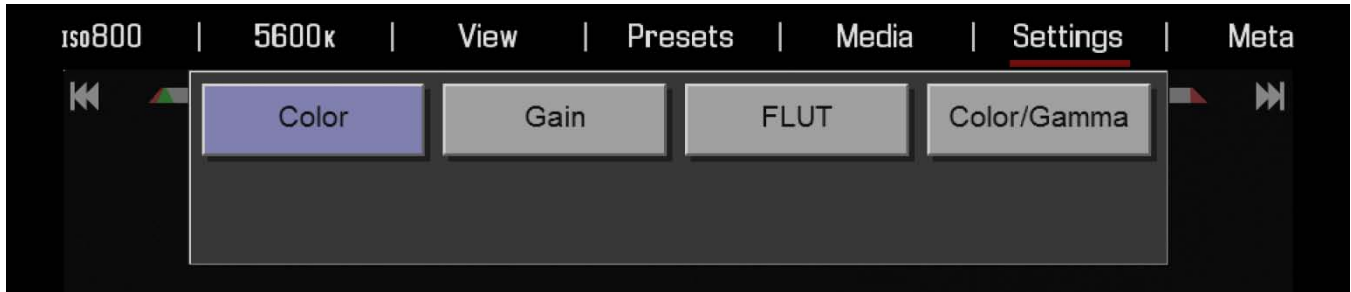 ISO800 | 5600K | View | Presets | Media | Settings | Meta
Color Gain FLUT Color/Gamma